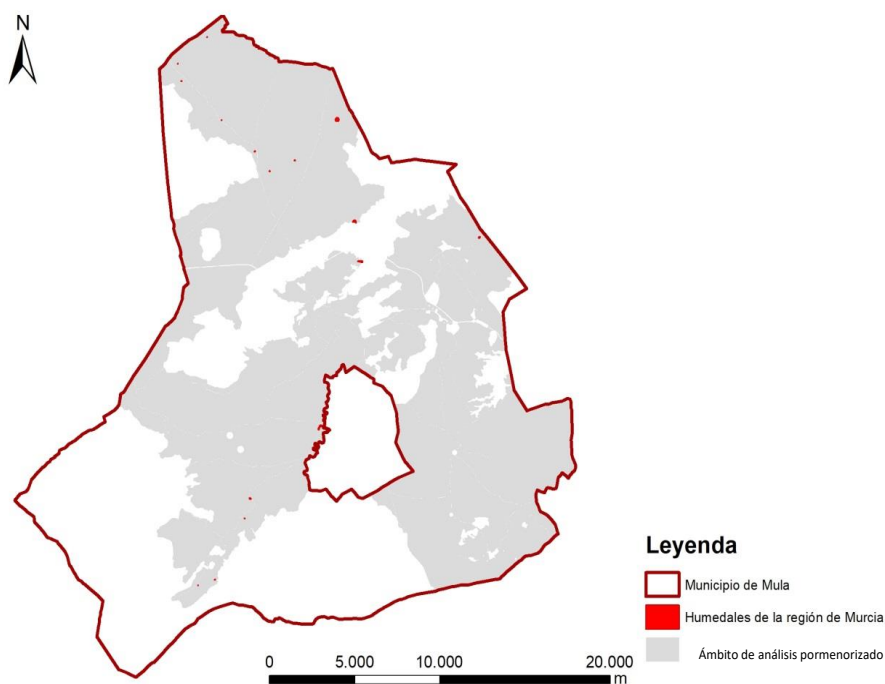 N
Leyenda
Municipio de Mula
Humedales de la región de Murcia
Ámbito de análisis pormenorizado
0 5.000 10.000 20.000
m